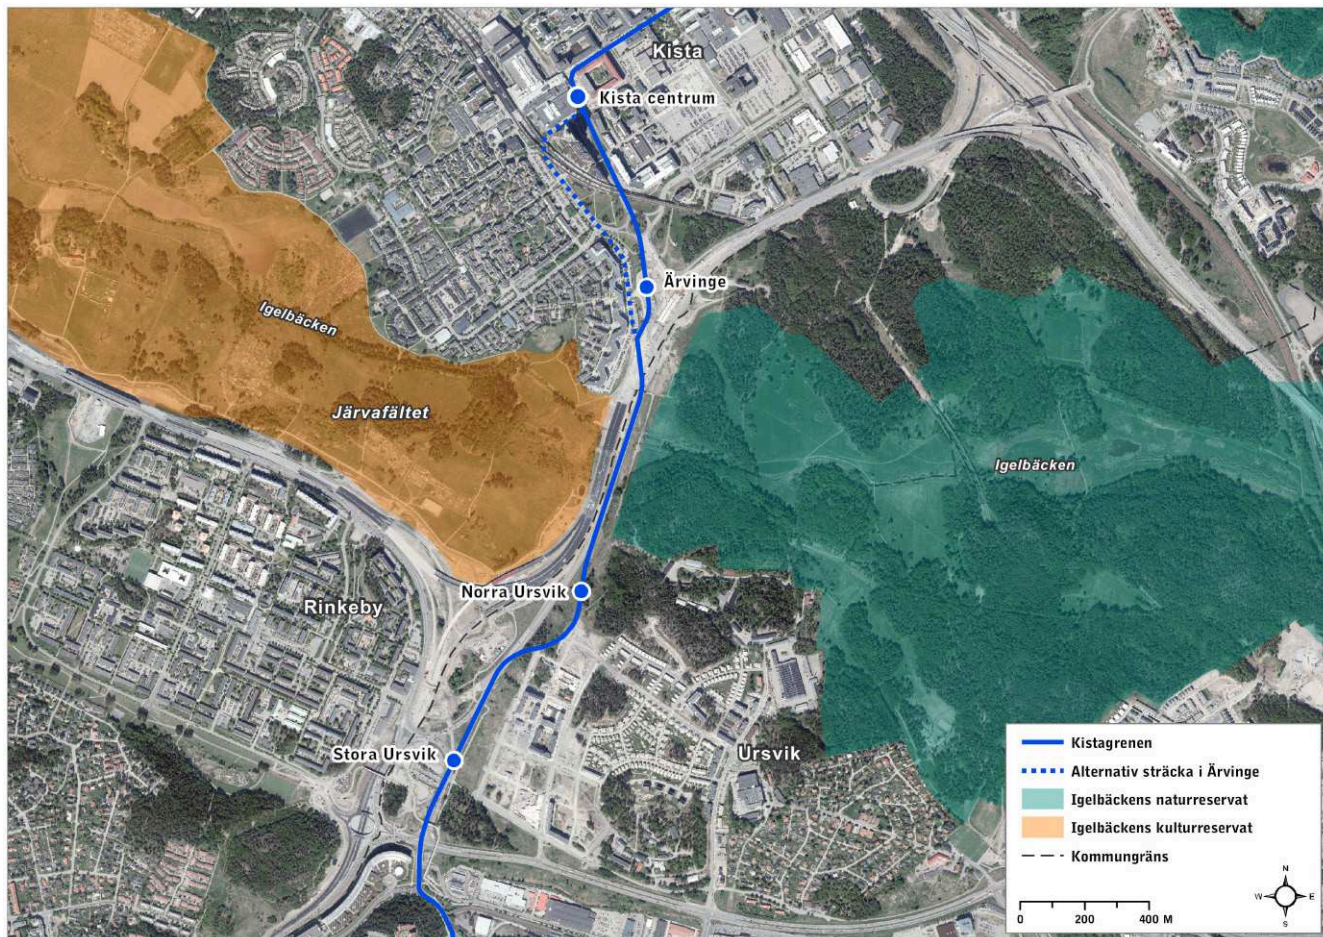 Kista
Kista centrum
Ärvinge
Igelbäcken
Järvafältet
Igelbäcken
Norra Ursvik
Rinkeby
Stora Ursvik
Ursvik
Kistagrenen
Alternativ sträcka i Ärvinge
Igelbäckens naturreservat
Igelbäckens kulturreservat
Kommungräns
N
W E
S
0 200 400 M